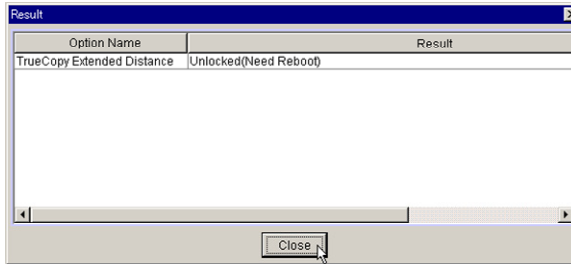 Result
Option Name Result
TrueCopy Extended Distance Unlocked(Need Reboot)
Close